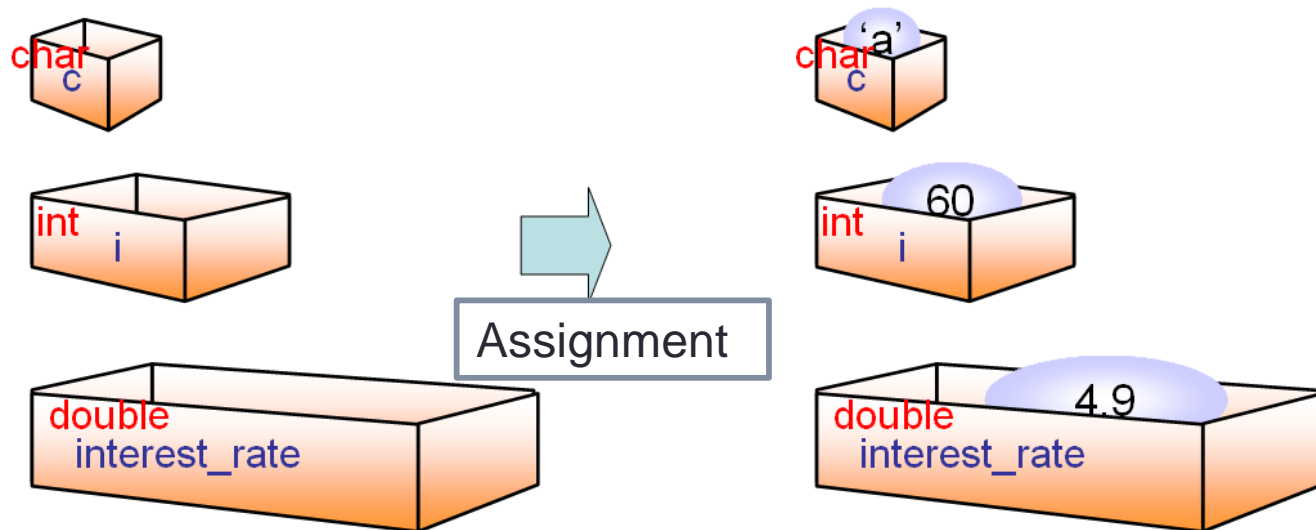 char
c
int
i
double
interest_rate
Assignment
‘a’
char
c
60
int
i
4.9
double
interest_rate